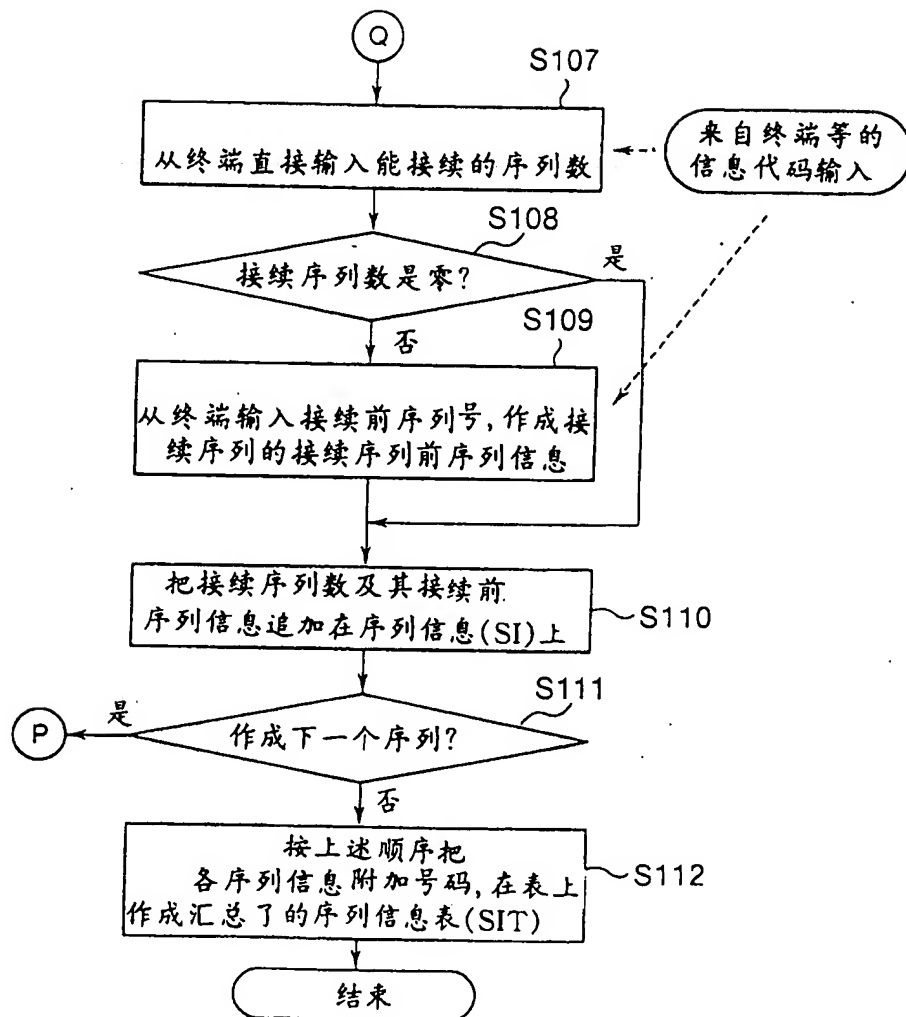 Q
S107
从终端直接输入能接续的序列数
来自终端等的
信息代码输入
S108
接续序列数是零?
是
否
S109
从终端输入接续前序列号,作成接
续序列的接续序列前序列信息
把接续序列数及其接续前
序列信息追加在序列信息(SI)上
S110
S111
作成下一个序列?
是
P
否
按上述顺序把
各序列信息附加号码,在表上
作成汇总了的序列信息表(SIT)
S112
结束